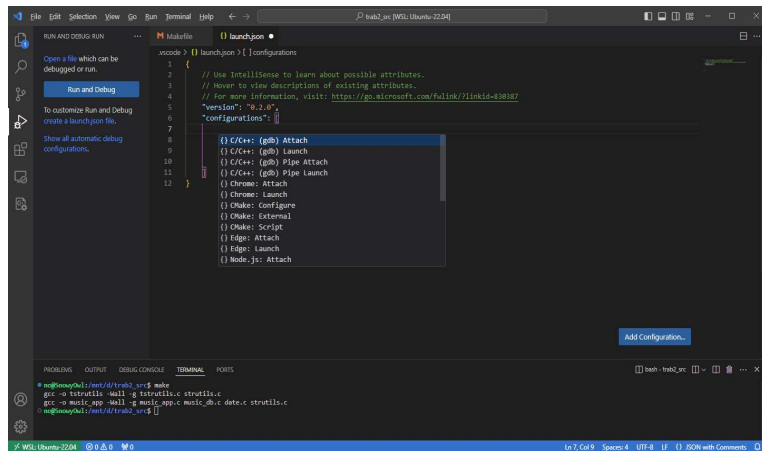 File Edit Selection View Go Run Terminal Help
trab2_src [WSL: Ubuntu-22.04]
RUN AND DEBUG: RUN
Makefile
launch.json
.vscode > {} launch.json > [ ] configurations
Open a file which can be
debugged or run.
Run and Debug
To customize Run and Debug
create a launch.json file.
Show all automatic debug
configurations.
1 {
2 // Use IntelliSense to learn about possible attributes.
3 // Hover to view descriptions of existing attributes.
4 // For more information, visit: https://go.microsoft.com/fwlink/?linkid=830387
5 "version": "0.2.0",
6 "configurations": [
7
8
9
10
11 ]
12 }
{} C/C++: (gdb) Attach
{} C/C++: (gdb) Launch
{} C/C++: (gdb) Pipe Attach
{} C/C++: (gdb) Pipe Launch
{} Chrome: Attach
{} Chrome: Launch
{} CMake: Configure
{} CMake: External
{} CMake: Script
{} Edge: Attach
{} Edge: Launch
{} Node.js: Attach
Add Configuration...
PROBLEMS OUTPUT DEBUG CONSOLE TERMINAL PORTS
bash - trab2_src
nc@SnowyOwl:/mnt/d/trab2_src$ make
gcc -o tstrutils -Wall -g tstrutils.c strutils.c
gcc -o music_app -Wall -g music_app.c music_db.c date.c strutils.c
nc@SnowyOwl:/mnt/d/trab2_src$
WSL: Ubuntu-22.04 0 0 0 Ln 7, Col 9 Spaces: 4 UTF-8 LF {} JSON with Comments